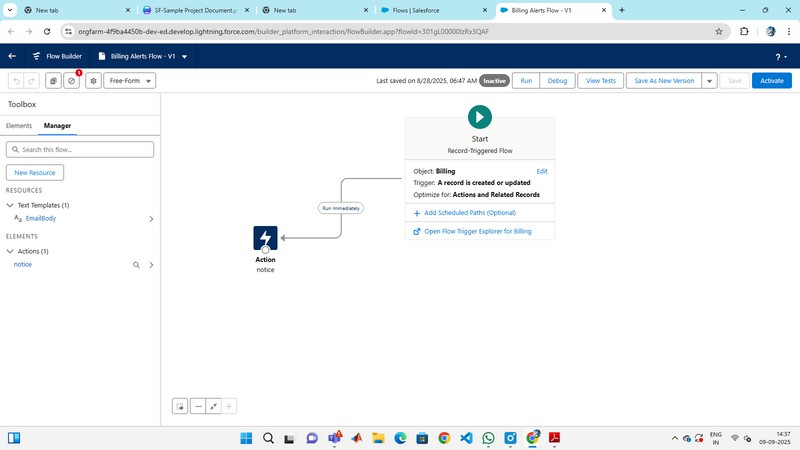 New tab
SF-Sample Project Document.p
New tab
Flows | Salesforce
Billing Alerts Flow - V1
orgfarm-4f9ba4450b-dev-ed.develop.lightning.force.com/builder_platform_interaction/flowBuilder.app?flowId=301gL00000lzRx3QAF
Flow Builder
Billing Alerts Flow - V1
?
1
Free-Form
Last saved on 8/28/2025, 06:47 AM
Inactive
Run
Debug
View Tests
Save As New Version
Save
Activate
Toolbox
Elements
Manager
Search this flow...
New Resource
RESOURCES
Text Templates (1)
EmailBody
ELEMENTS
Actions (1)
notice
Start
Record-Triggered Flow
Object: Billing
Edit
Trigger: A record is created or updated
Optimize for: Actions and Related Records
Add Scheduled Paths (Optional)
Open Flow Trigger Explorer for Billing
Run Immediately
Action
notice
ENG
IN
14:37
09-09-2025